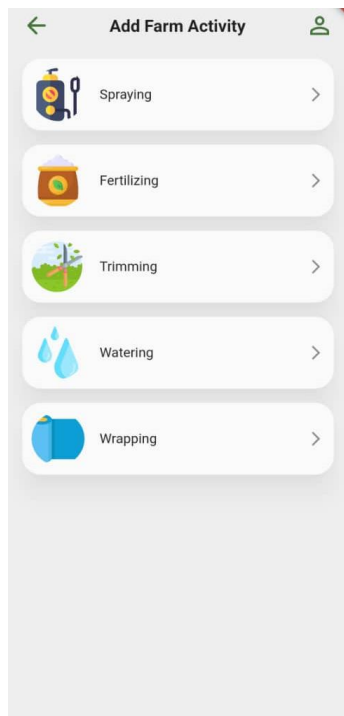 Add Farm Activity
Spraying
Fertilizing
Trimming
Watering
Wrapping